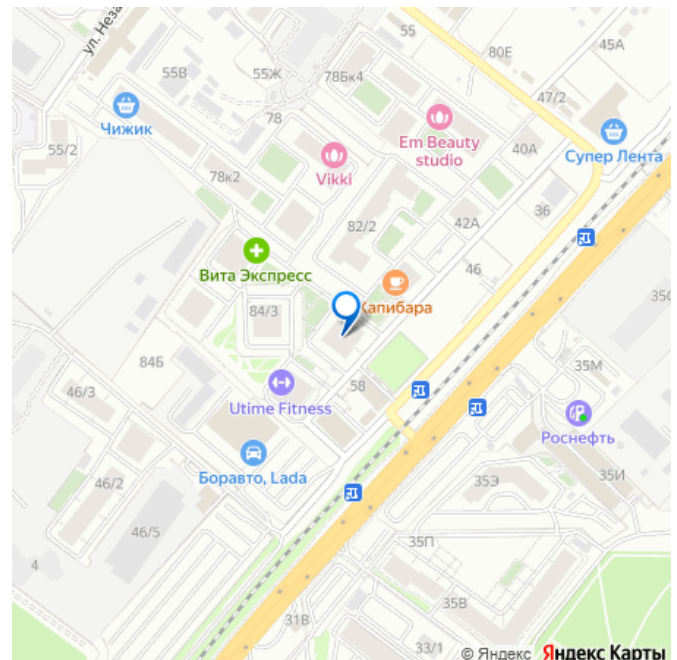 55
80Е
45А
ул. Неза
55В
55Ж
78Бк4
47/2
Чижик
78
Em Beauty
studio
40А
Супер Лента
55/2
Vikki
78к2
36
82/2
42А
Вита Экспресс
46
84/3
Капибара
35С
84Б
35М
46/3
58
Utime Fitness
Роснефть
Боравто, Lada
35Э
35И
46/2
46/5
35П
4
35В
31В
33/1
© Яндекс Яндекс Карты